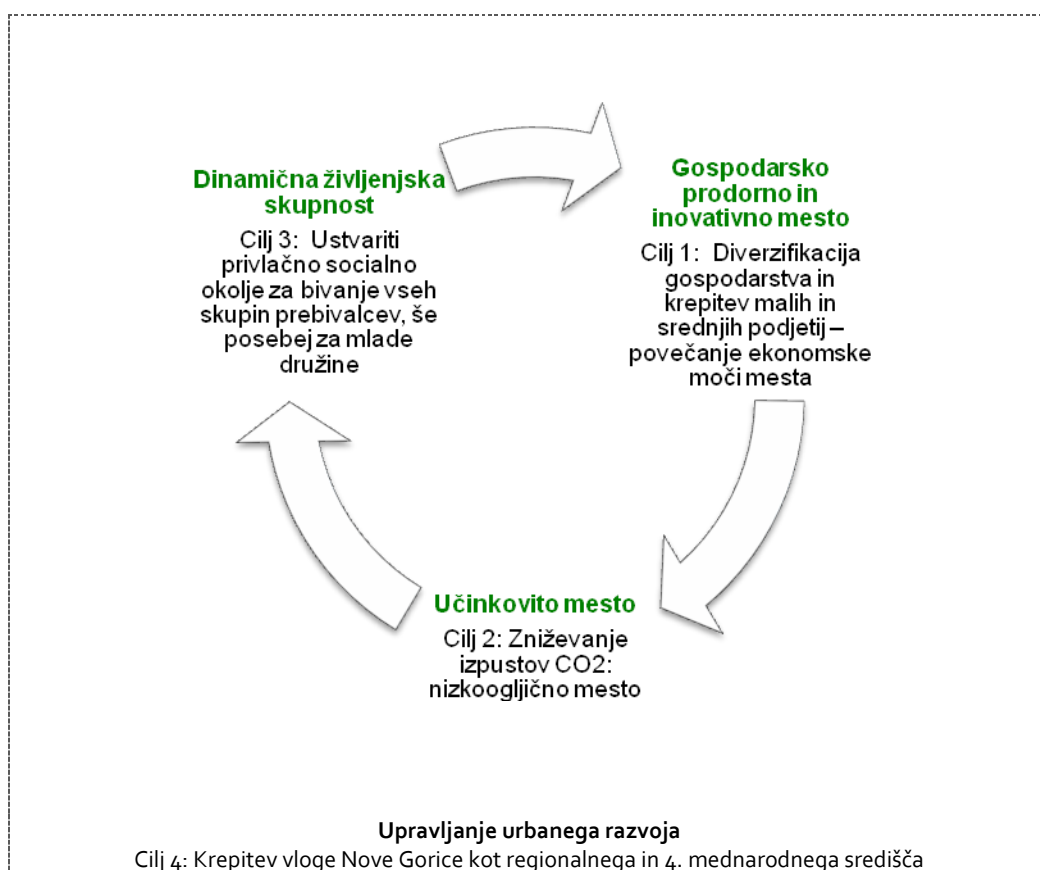 Dinamična življenjska
skupnost
Cilj 3: Ustvariti
privlačno socialno
okolje za bivanje vseh
skupin prebivalcev, še
posebej za mlade
družine
Gospodarsko
prodorno in
inovativno mesto
Cilj 1: Diverzifikacija
gospodarstva in
krepitev malih in
srednjih podjetij –
povečanje ekonomske
moči mesta
Učinkovito mesto
Cilj 2: Zniževanje
izpustov CO2:
nizkoogljično mesto
Upravljanje urbanega razvoja
Cilj 4: Krepitev vloge Nove Gorice kot regionalnega in 4. mednarodnega središča